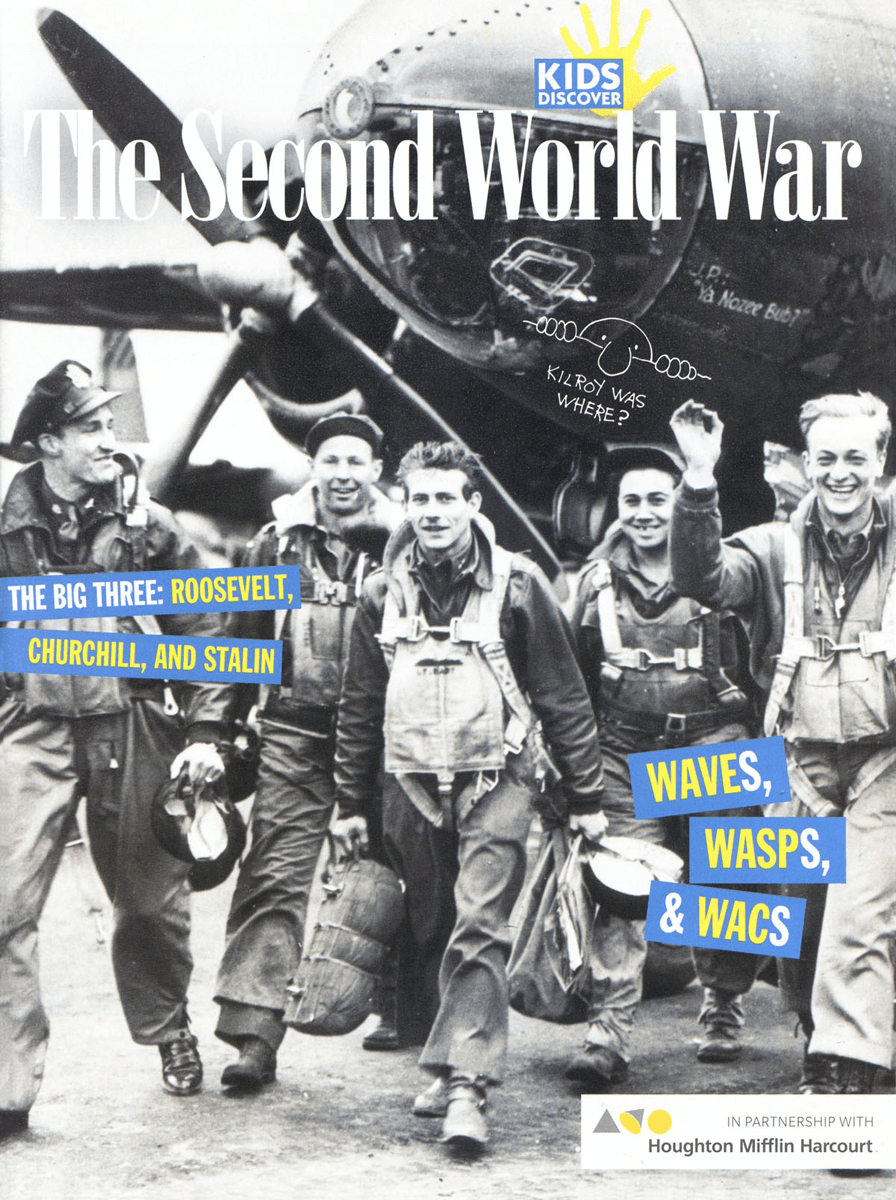 KIDS
DISCOVER
The Second World War
J.P.:
"Ya Nozee Bub?"
KILROY WAS
WHERE?
THE BIG THREE: ROOSEVELT,
CHURCHILL, AND STALIN
WAVES,
WASPS,
& WACS
IN PARTNERSHIP WITH
Houghton Mifflin Harcourt